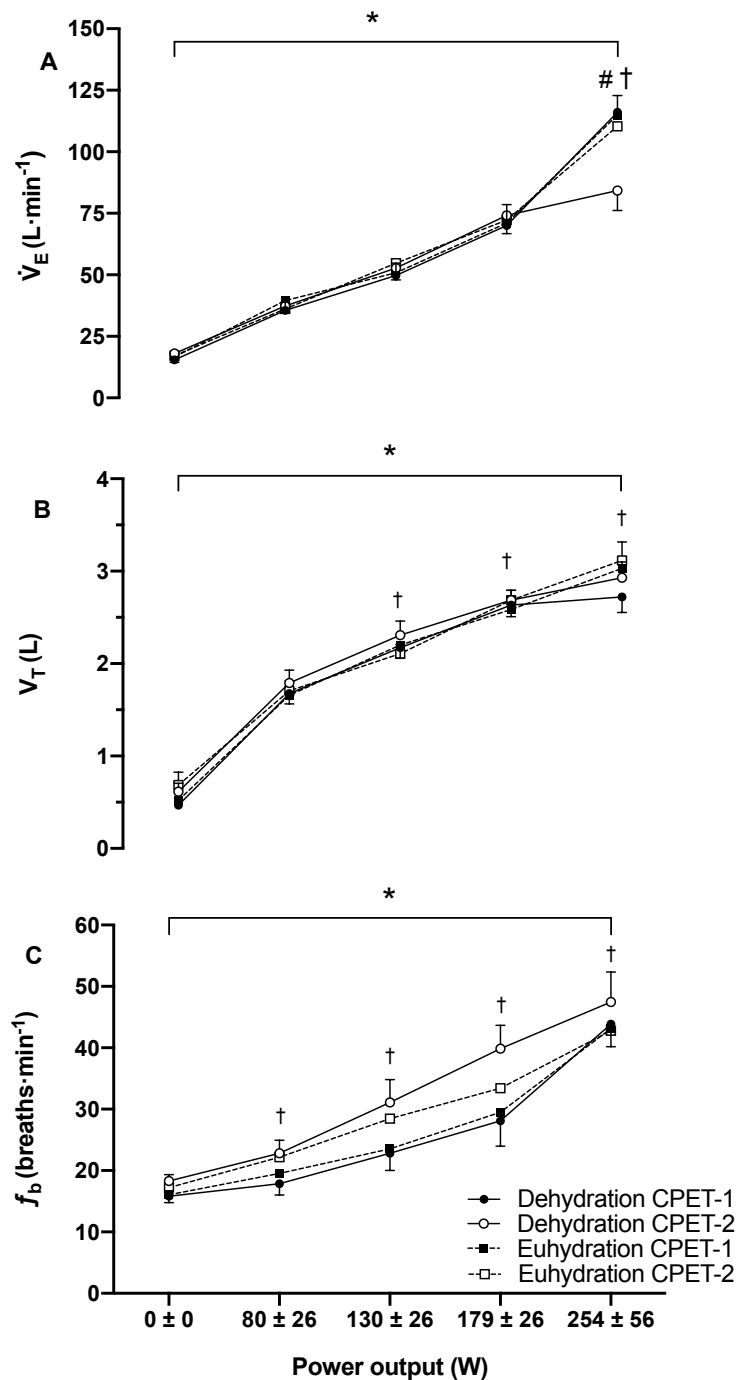 *
A
# †
150
125
100
75
50
25
0
V̇E (L·min⁻¹)
*
B
†
†
†
4
3
2
1
0
VT (L)
*
C
†
†
†
†
60
50
40
30
20
10
0
fb (breaths·min⁻¹)
Dehydration CPET-1
Dehydration CPET-2
Euhydration CPET-1
Euhydration CPET-2
0 ± 0 80 ± 26 130 ± 26 179 ± 26 254 ± 56
Power output (W)